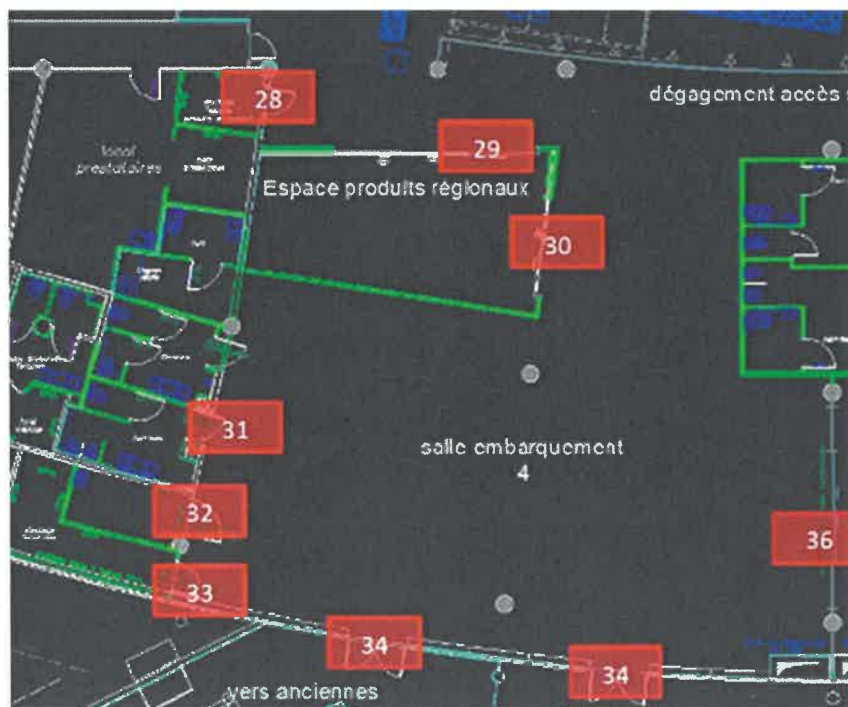 28
dégagement accès s
29
local
prestataires
Espace produits régionaux
30
31
salle embarquement
4
32
36
33
34
34
vers anciennes